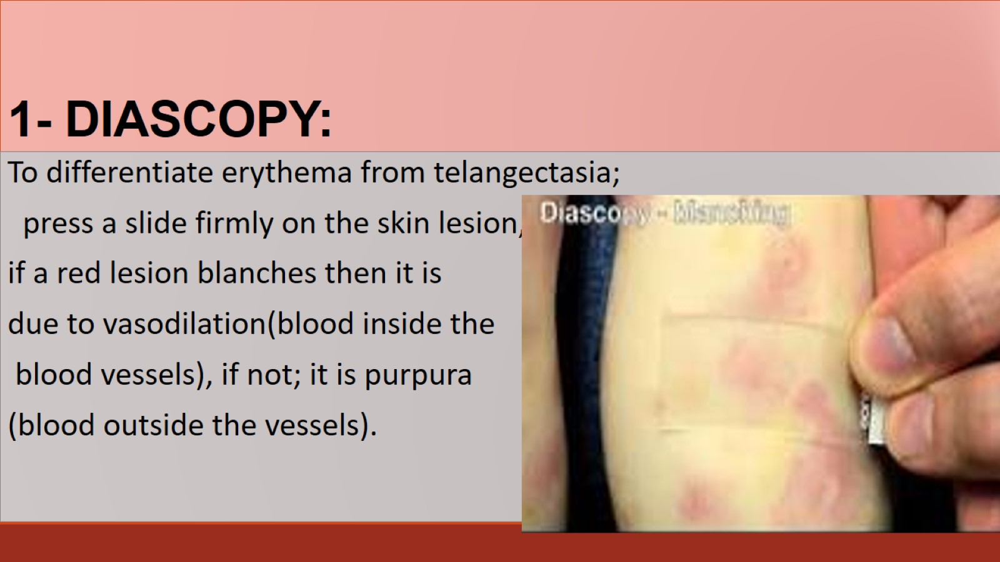 1- DIASCOPY:
To differentiate erythema from telangectasia;
press a slide firmly on the skin lesion,
Diascopy - blanching
if a red lesion blanches then it is
due to vasodilation(blood inside the
blood vessels), if not; it is purpura
(blood outside the vessels).